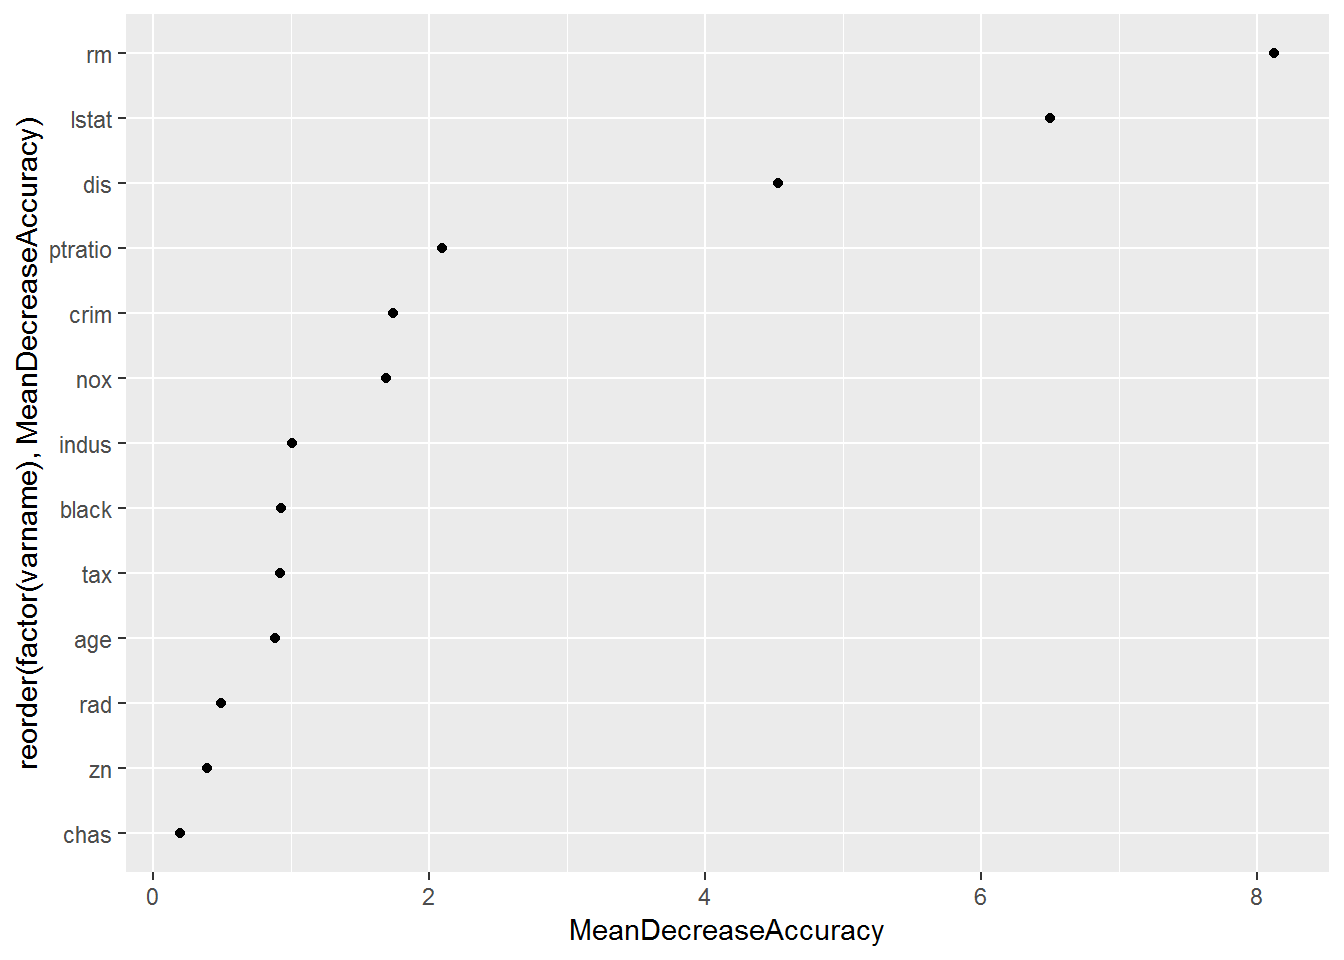 reorder(factor(varname), MeanDecreaseAccuracy)
rm
lstat
dis
ptratio
crim
nox
indus
black
tax
age
rad
zn
chas
0 2 4 6 8
MeanDecreaseAccuracy